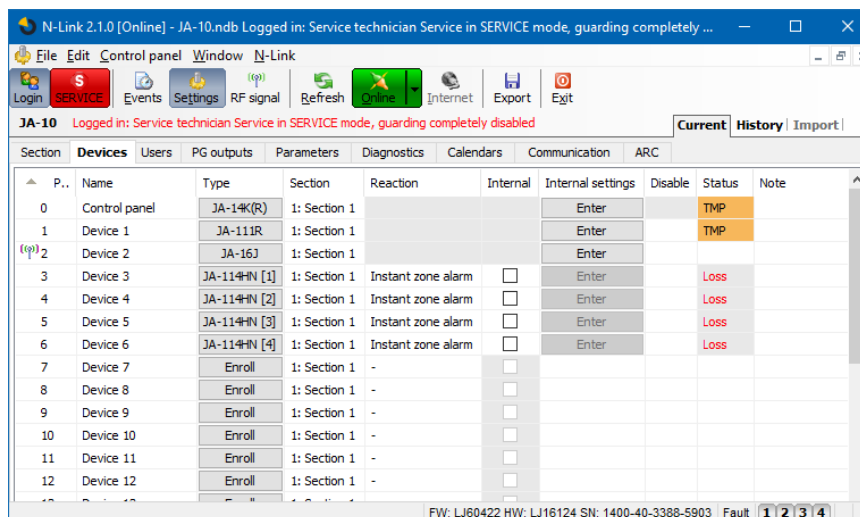 N-Link 2.1.0 [Online] - JA-10.ndb Logged in: Service technician Service in SERVICE mode, guarding completely ...
File Edit Control panel Window N-Link
Login SERVICE Events Settings RF signal Refresh Online Internet Export Exit
JA-10 Logged in: Service technician Service in SERVICE mode, guarding completely disabled Current History Import
Section Devices Users PG outputs Parameters Diagnostics Calendars Communication ARC
P.. Name Type Section Reaction Internal Internal settings Disable Status Note
0 Control panel JA-14K(R) 1: Section 1 Enter TMP
1 Device 1 JA-111R 1: Section 1 Enter TMP
2 Device 2 JA-16J 1: Section 1 Enter
3 Device 3 JA-114HN [1] 1: Section 1 Instant zone alarm Enter Loss
4 Device 4 JA-114HN [2] 1: Section 1 Instant zone alarm Enter Loss
5 Device 5 JA-114HN [3] 1: Section 1 Instant zone alarm Enter Loss
6 Device 6 JA-114HN [4] 1: Section 1 Instant zone alarm Enter Loss
7 Device 7 Enroll 1: Section 1 -
8 Device 8 Enroll 1: Section 1 -
9 Device 9 Enroll 1: Section 1 -
10 Device 10 Enroll 1: Section 1 -
11 Device 11 Enroll 1: Section 1 -
12 Device 12 Enroll 1: Section 1 -
FW: LJ60422 HW: LJ16124 SN: 1400-40-3388-5903 Fault 1 2 3 4